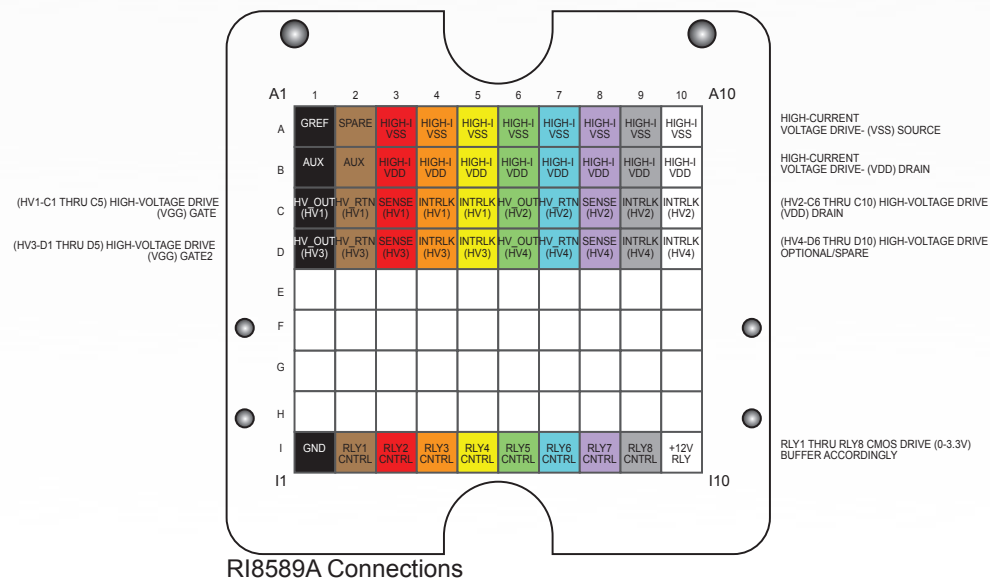 A1 1 2 3 4 5 6 7 8 9 10 A10
A GREF SPARE HIGH-I VSS HIGH-I VSS HIGH-I VSS HIGH-I VSS HIGH-I VSS HIGH-I VSS HIGH-I VSS HIGH-I VSS
HIGH-CURRENT
VOLTAGE DRIVE- (VSS) SOURCE
B AUX AUX HIGH-I VDD HIGH-I VDD HIGH-I VDD HIGH-I VDD HIGH-I VDD HIGH-I VDD HIGH-I VDD HIGH-I VDD
HIGH-CURRENT
VOLTAGE DRIVE- (VDD) DRAIN
(HV1-C1 THRU C5) HIGH-VOLTAGE DRIVE
(VGG) GATE
C HV_OUT (HV1) HV_RTN (HV1) SENSE (HV1) INTRLK (HV1) INTRLK (HV1) HV_OUT (HV2) HV_RTN (HV2) SENSE (HV2) INTRLK (HV2) INTRLK (HV2)
(HV2-C6 THRU C10) HIGH-VOLTAGE DRIVE
(VDD) DRAIN
(HV3-D1 THRU D5) HIGH-VOLTAGE DRIVE
(VGG) GATE2
D HV_OUT (HV3) HV_RTN (HV3) SENSE (HV3) INTRLK (HV3) INTRLK (HV3) HV_OUT (HV4) HV_RTN (HV4) SENSE (HV4) INTRLK (HV4) INTRLK (HV4)
(HV4-D6 THRU D10) HIGH-VOLTAGE DRIVE
OPTIONAL/SPARE
E
F
G
H
I GND RLY1 CNTRL RLY2 CNTRL RLY3 CNTRL RLY4 CNTRL RLY5 CNTRL RLY6 CNTRL RLY7 CNTRL RLY8 CNTRL +12V RLY
RLY1 THRU RLY8 CMOS DRIVE (0-3.3V)
BUFFER ACCORDINGLY
I1 I10
RI8589A Connections